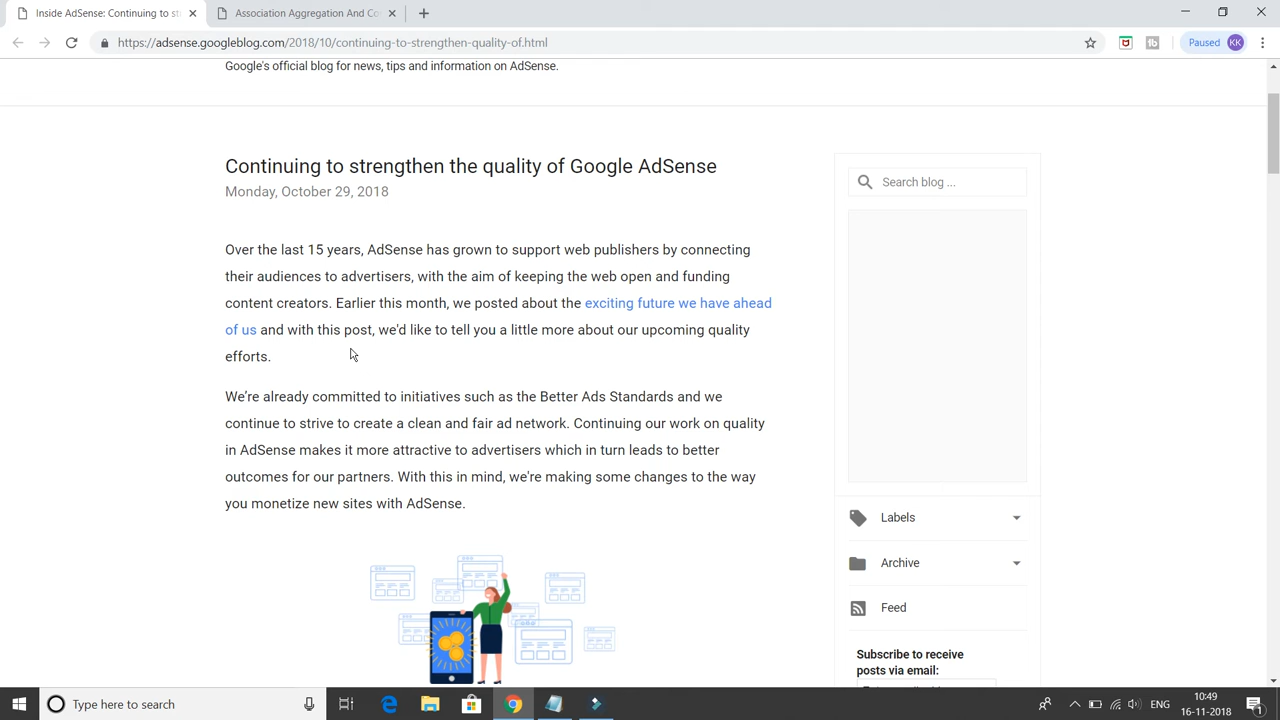 Inside AdSense: Continuing to st
Association Aggregation And Co
https://adsense.googleblog.com/2018/10/continuing-to-strengthen-quality-of.html
Paused
KK
Google's official blog for news, tips and information on AdSense.
Continuing to strengthen the quality of Google AdSense
Monday, October 29, 2018
Over the last 15 years, AdSense has grown to support web publishers by connecting
their audiences to advertisers, with the aim of keeping the web open and funding
content creators. Earlier this month, we posted about the exciting future we have ahead
of us and with this post, we'd like to tell you a little more about our upcoming quality
efforts.
We're already committed to initiatives such as the Better Ads Standards and we
continue to strive to create a clean and fair ad network. Continuing our work on quality
in AdSense makes it more attractive to advertisers which in turn leads to better
outcomes for our partners. With this in mind, we're making some changes to the way
you monetize new sites with AdSense.
Search blog ...
Labels
Archive
Feed
Subscribe to receive
posts via email:
Type here to search
ENG
10:49
16-11-2018
1